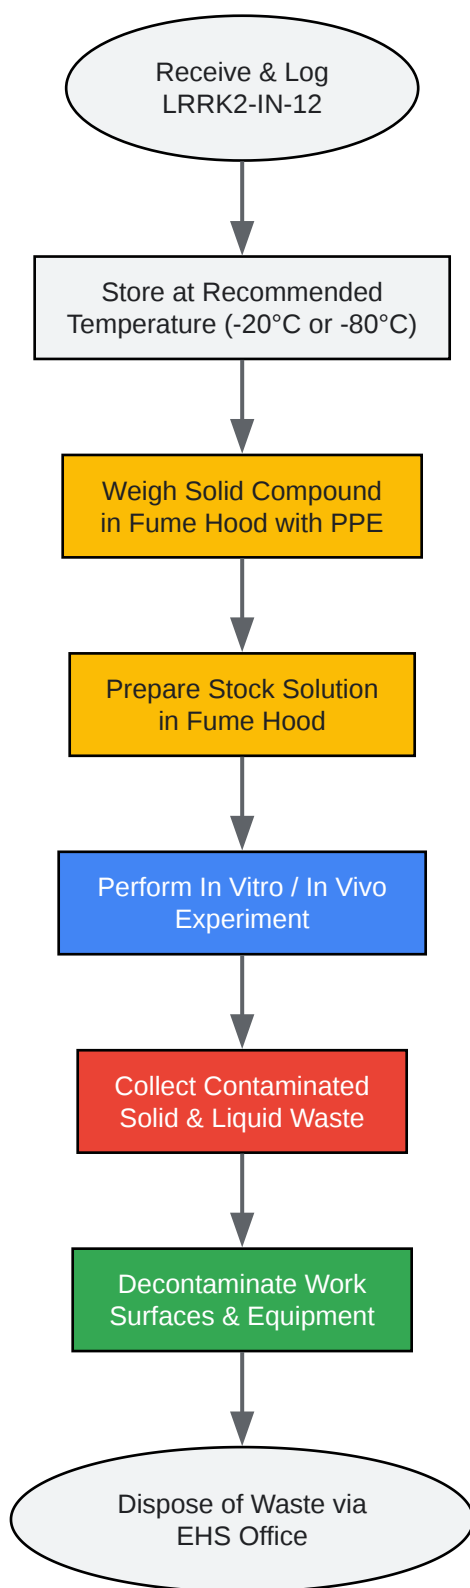 Receive & Log
LRRK2-IN-12
Store at Recommended
Temperature (-20°C or -80°C)
Weigh Solid Compound
in Fume Hood with PPE
Prepare Stock Solution
in Fume Hood
Perform In Vitro / In Vivo
Experiment
Collect Contaminated
Solid & Liquid Waste
Decontaminate Work
Surfaces & Equipment
Dispose of Waste via
EHS Office